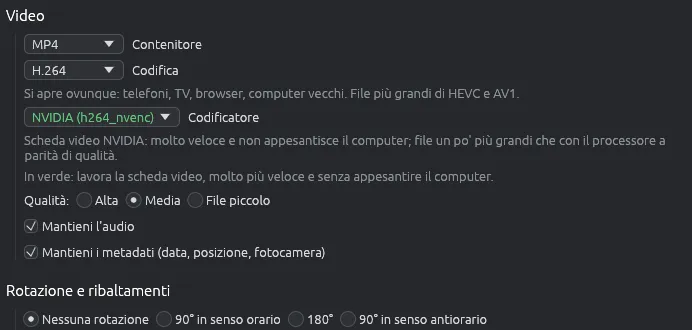 Video
MP4 Contenitore
H.264 Codifica
Si apre ovunque: telefoni, TV, browser, computer vecchi. File più grandi di HEVC e AV1.
NVIDIA (h264_nvenc) Codificatore
Scheda video NVIDIA: molto veloce e non appesantisce il computer; file un po' più grandi che con il processore a
parità di qualità.
In verde: lavora la scheda video, molto più veloce e senza appesantire il computer.
Qualità: Alta Media File piccolo
Mantieni l'audio
Mantieni i metadati (data, posizione, fotocamera)
Rotazione e ribaltamenti
Nessuna rotazione 90° in senso orario 180° 90° in senso antiorario